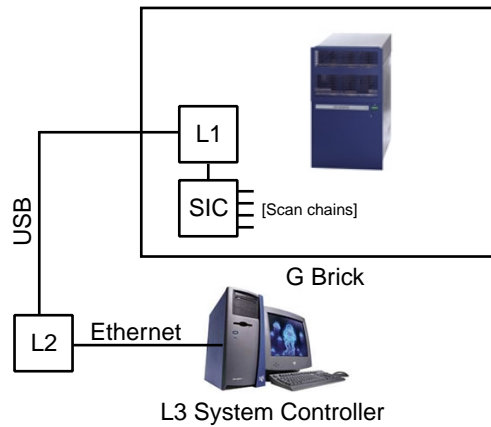 L1
SIC
[Scan chains]
G Brick
USB
L2
Ethernet
L3 System Controller